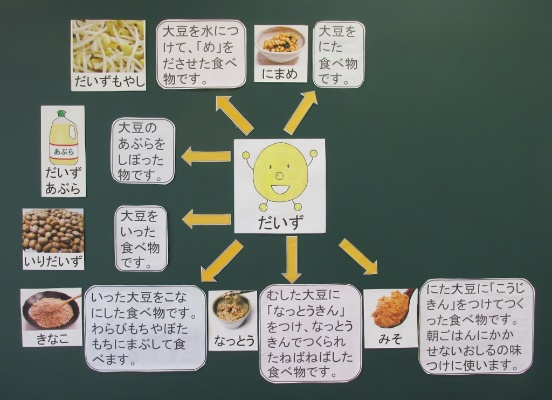 だいずもやし
大豆を水につ
けて、「め」を
ださせた食べ
物です。
にまめ
大豆を
にた
食べ物
です。
あぶら
だいず
あぶら
大豆の
あぶらを
しぼった
物です。
だいず
いりだいず
大豆を
いった
食べ物
です。
きなこ
いった大豆をこな
にした食べ物です。
わらびもちやぼた
もちにまぶして食
べます。
なっとう
むした大豆に
「なっとうきん」
をつけ、なっとう
きんでつくられ
たねばねばした
食べ物です。
みそ
にた大豆に「こうじ
きん」をつけてつく
った食べ物です。
朝ごはんにかか
せないおしるの味
つけに使います。